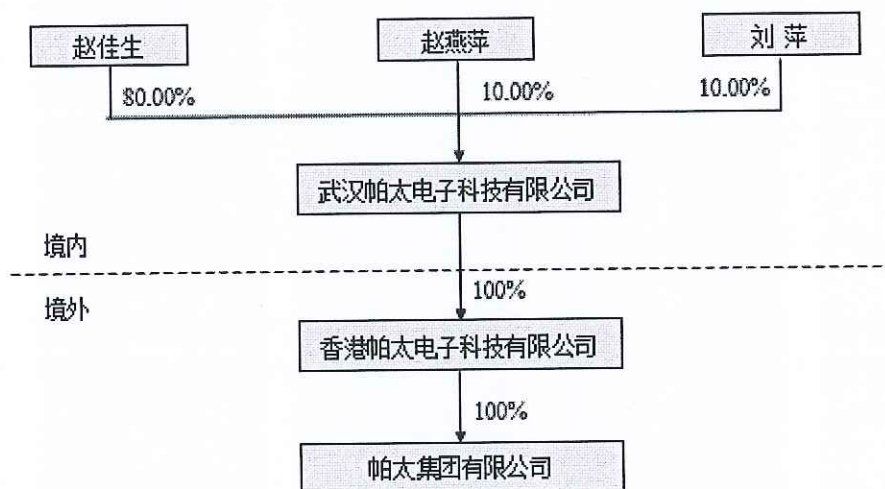 赵佳生
赵燕萍
刘 萍
80.00%
10.00%
10.00%
武汉帕太电子科技有限公司
境内
境外
100%
香港帕太电子科技有限公司
100%
帕太集团有限公司